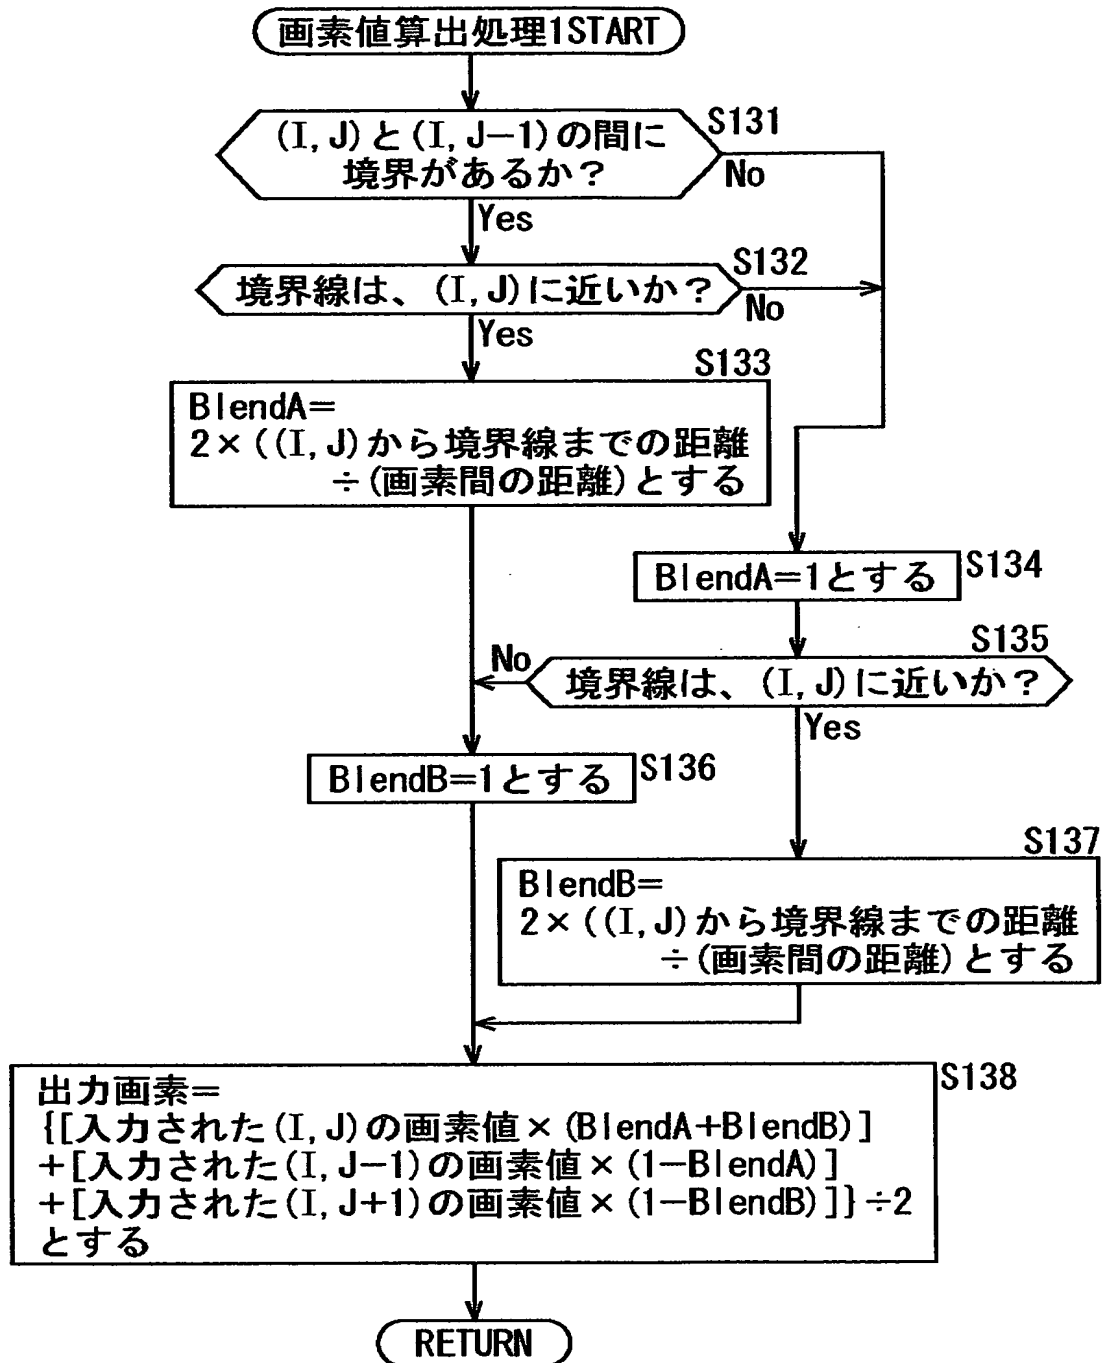 画素値算出処理1START
(I, J)と(I, J−1)の間に
境界があるか？
S131
No
Yes
境界線は、(I, J)に近いか？
S132
No
Yes
S133
BlendA=
2×((I, J)から境界線までの距離
÷(画素間の距離)とする
BlendA=1とする
S134
S135
No
境界線は、(I, J)に近いか？
Yes
BlendB=1とする
S136
S137
BlendB=
2×((I, J)から境界線までの距離
÷(画素間の距離)とする
S138
出力画素=
{[入力された(I, J)の画素値×(BlendA+BlendB)]
+[入力された(I, J−1)の画素値×(1−BlendA)]
+[入力された(I, J+1)の画素値×(1−BlendB)]}÷2
とする
RETURN